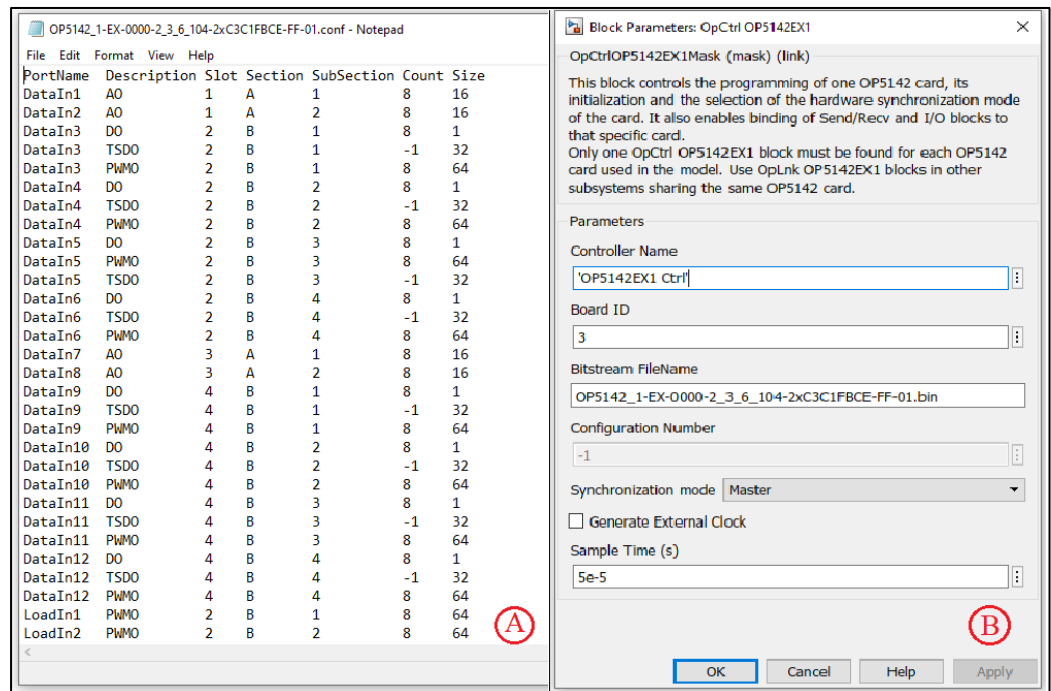 OP5142_1-EX-0000-2_3_6_104-2xC3C1FBCE-FF-01.conf - Notepad
File Edit Format View Help
PortName Description Slot Section SubSection Count Size
DataIn1 AO 1 A 1 8 16
DataIn2 AO 1 A 2 8 16
DataIn3 DO 2 B 1 8 1
DataIn3 TSDO 2 B 1 -1 32
DataIn3 PWMO 2 B 1 8 64
DataIn4 DO 2 B 2 8 1
DataIn4 TSDO 2 B 2 -1 32
DataIn4 PWMO 2 B 2 8 64
DataIn5 DO 2 B 3 8 1
DataIn5 PWMO 2 B 3 8 64
DataIn5 TSDO 2 B 3 -1 32
DataIn6 DO 2 B 4 8 1
DataIn6 TSDO 2 B 4 -1 32
DataIn6 PWMO 2 B 4 8 64
DataIn7 AO 3 A 1 8 16
DataIn8 AO 3 A 2 8 16
DataIn9 DO 4 B 1 8 1
DataIn9 TSDO 4 B 1 -1 32
DataIn9 PWMO 4 B 1 8 64
DataIn10 DO 4 B 2 8 1
DataIn10 TSDO 4 B 2 -1 32
DataIn10 PWMO 4 B 2 8 64
DataIn11 DO 4 B 3 8 1
DataIn11 TSDO 4 B 3 -1 32
DataIn11 PWMO 4 B 3 8 64
DataIn12 DO 4 B 4 8 1
DataIn12 TSDO 4 B 4 -1 32
DataIn12 PWMO 4 B 4 8 64
LoadIn1 PWMO 2 B 1 8 64
LoadIn2 PWMO 2 B 2 8 64
A
Block Parameters: OpCtrl OP5142EX1
OpCtrlOP5142EX1Mask (mask) (link)
This block controls the programming of one OP5142 card, its
initialization and the selection of the hardware synchronization mode
of the card. It also enables binding of Send/Recv and I/O blocks to
that specific card.
Only one OpCtrl OP5142EX1 block must be found for each OP5142
card used in the model. Use OpLnk OP5142EX1 blocks in other
subsystems sharing the same OP5142 card.
Parameters
Controller Name
'OP5142EX1 Ctrl'
Board ID
3
Bitstream FileName
OP5142_1-EX-0000-2_3_6_104-2xC3C1FBCE-FF-01.bin
Configuration Number
-1
Synchronization mode Master
Generate External Clock
Sample Time (s)
5e-5
B
OK Cancel Help Apply